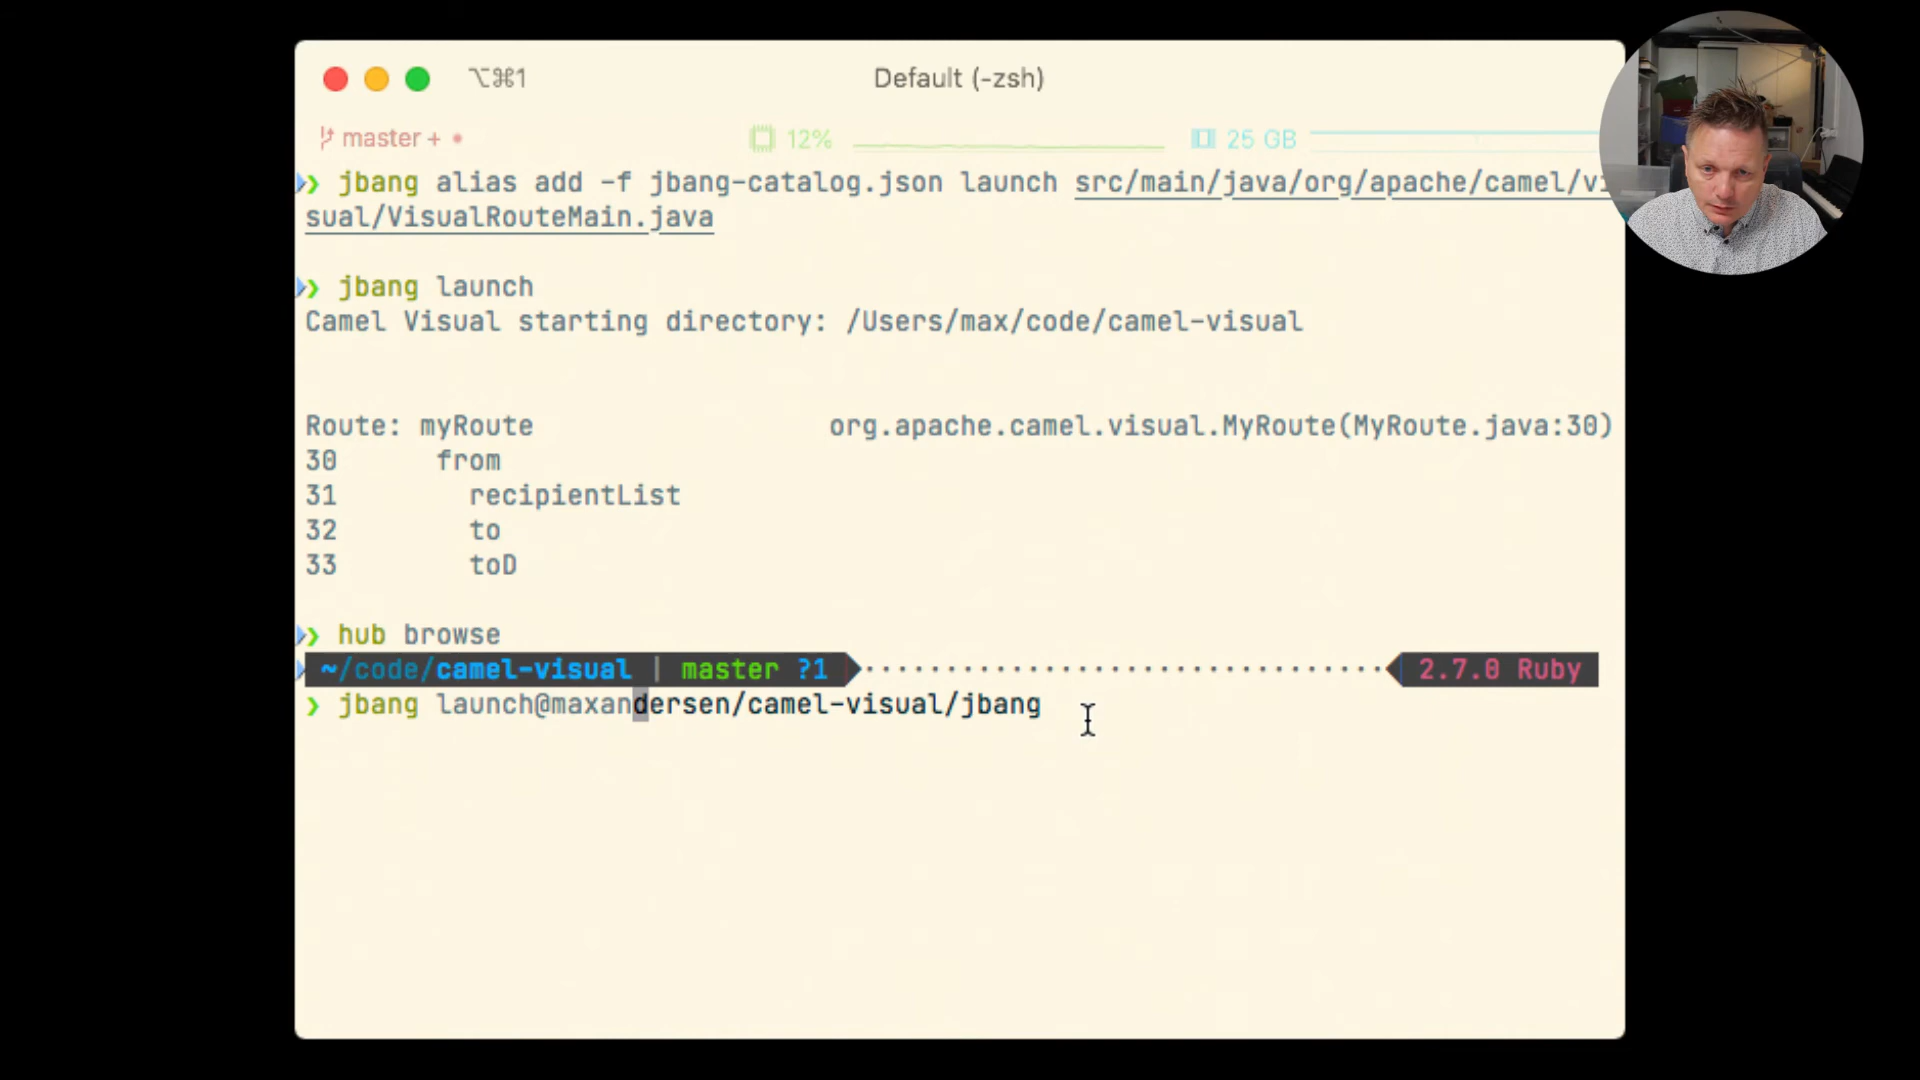 ⌥⌘1 Default (-zsh)
master + • 12% 25 GB
❯ jbang alias add -f jbang-catalog.json launch src/main/java/org/apache/camel/vi
sual/VisualRouteMain.java
❯ jbang launch
Camel Visual starting directory: /Users/max/code/camel-visual
Route: myRoute org.apache.camel.visual.MyRoute(MyRoute.java:30)
30 from
31 recipientList
32 to
33 toD
❯ hub browse
~/code/camel-visual | master ?1 2.7.0 Ruby
❯ jbang launch@maxandersen/camel-visual/jbang